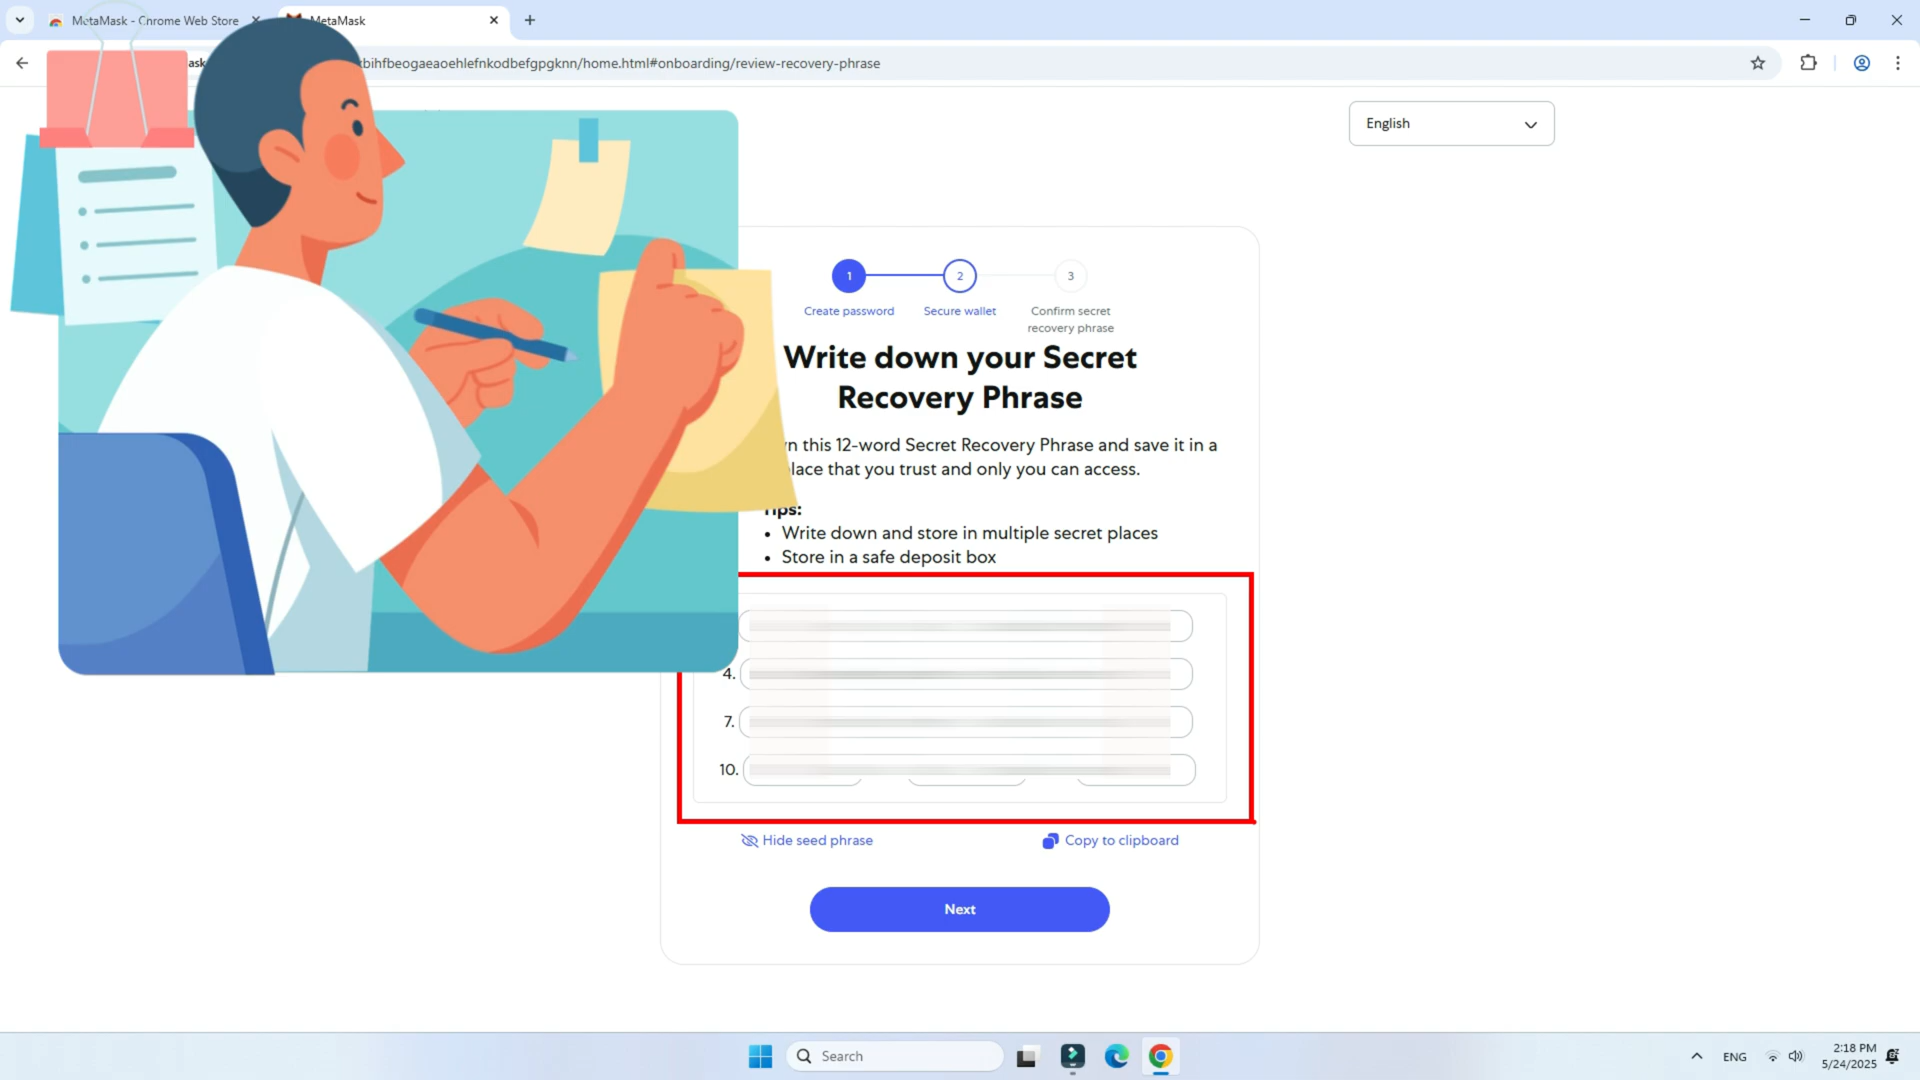 MetaMask - Chrome Web Store
MetaMask
ask
bihfbeogaeaoehlefnkodbefgpgknn/home.html#onboarding/review-recovery-phrase
English
1
2
3
Create password
Secure wallet
Confirm secret
recovery phrase
Write down your Secret
Recovery Phrase
this 12-word Secret Recovery Phrase and save it in a
that you trust and only you can access.
Tips:
• Write down and store in multiple secret places
• Store in a safe deposit box
4.
7.
10.
Hide seed phrase
Copy to clipboard
Next
Search
ENG
2:18 PM
5/24/2025